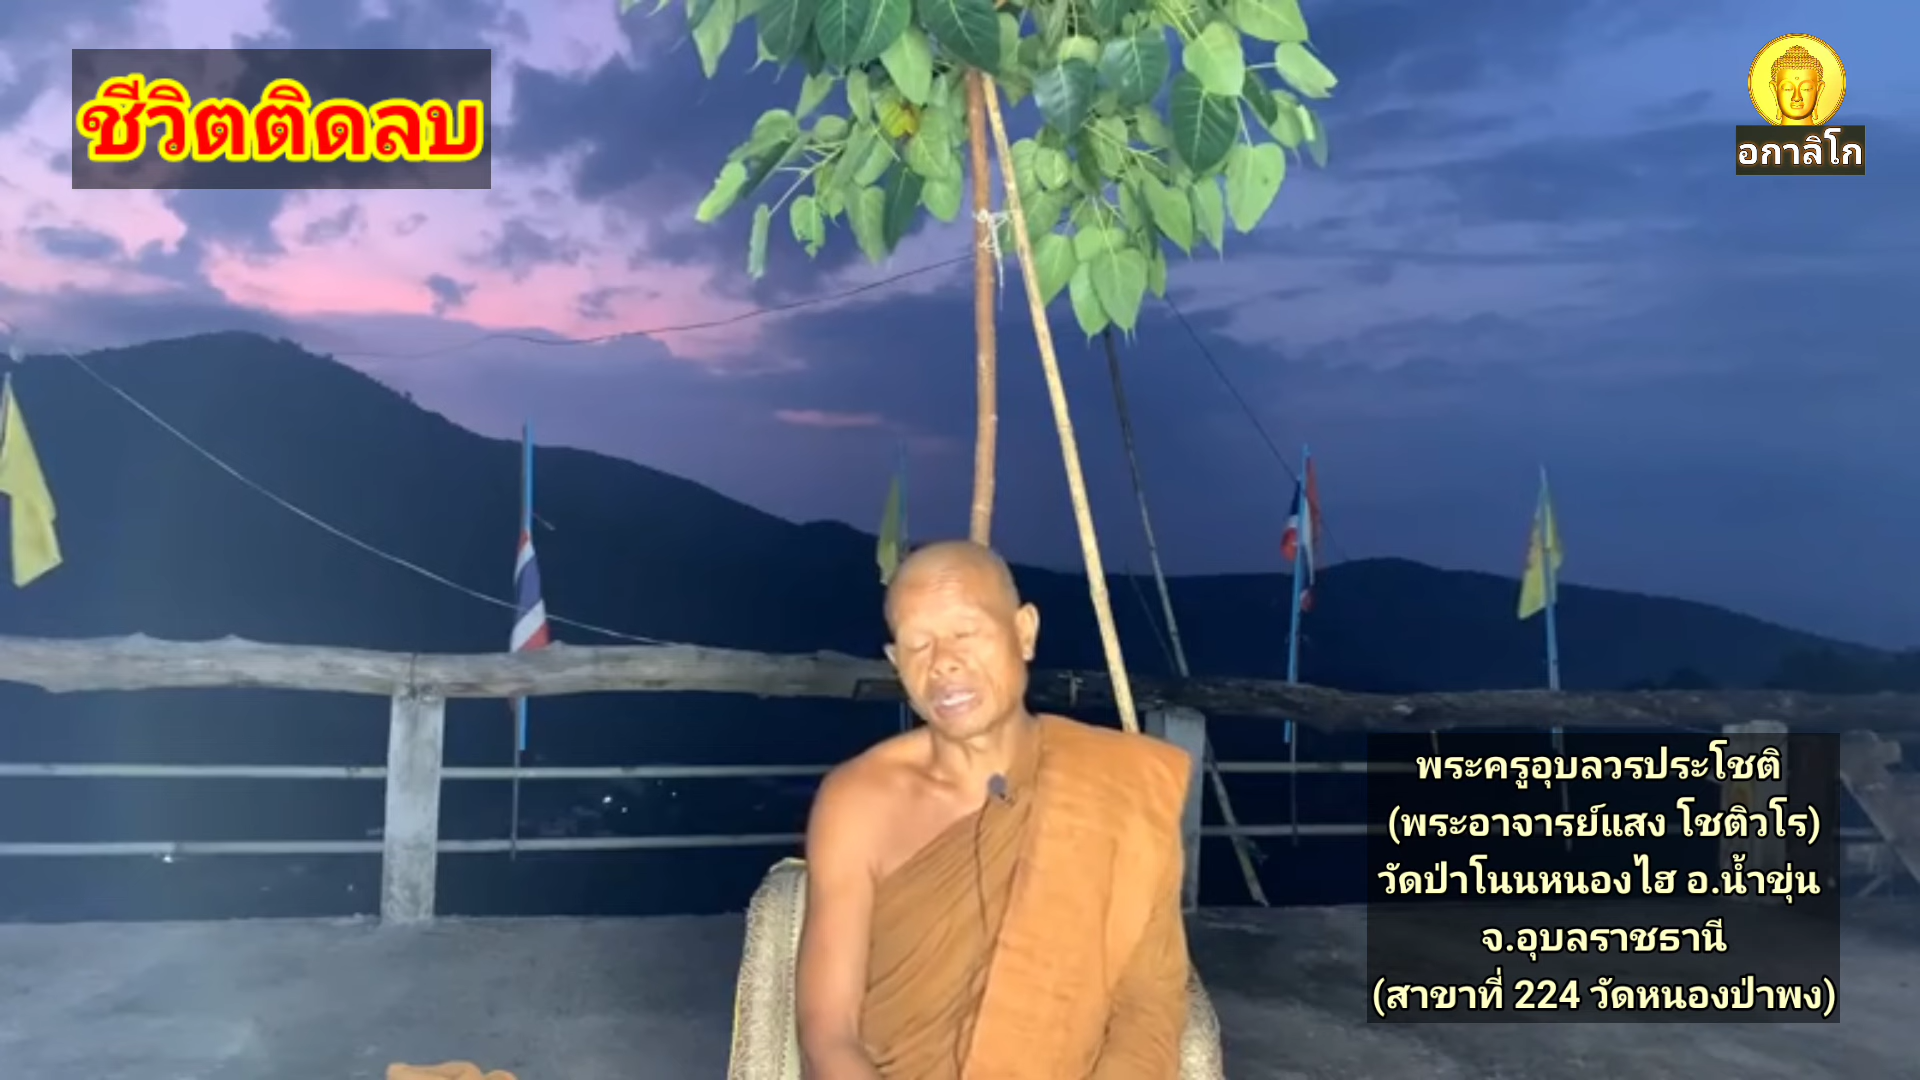 ชีวิตติดลบ
อกาลิโก
พระครูอุบลวรประโชติ
(พระอาจารย์แสง โชติวโร)
วัดป่าโนนหนองไฮ อ.น้ำขุ่น
จ.อุบลราชธานี
(สาขาที่ 224 วัดหนองป่าพง)